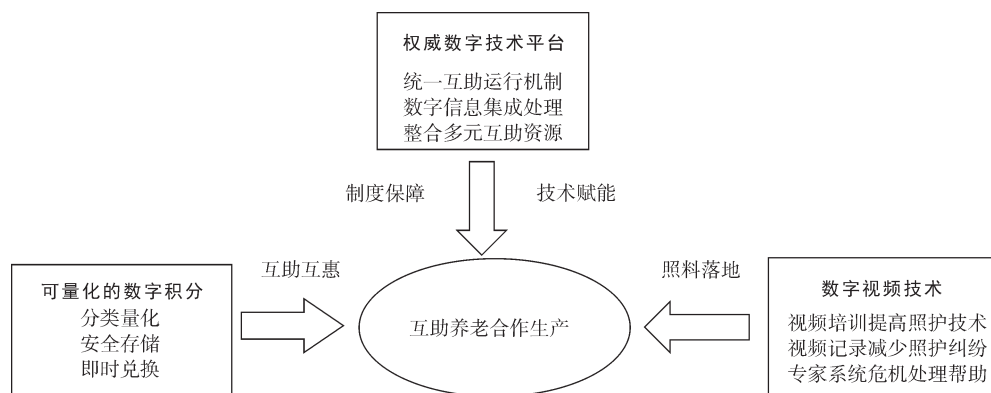 权威数字技术平台
统一互助运行机制
数字信息集成处理
整合多元互助资源
制度保障
技术赋能
互助互惠
照料落地
可量化的数字积分
分类量化
安全存储
即时兑换
互助养老合作生产
数字视频技术
视频培训提高照护技术
视频记录减少照护纠纷
专家系统危机处理帮助